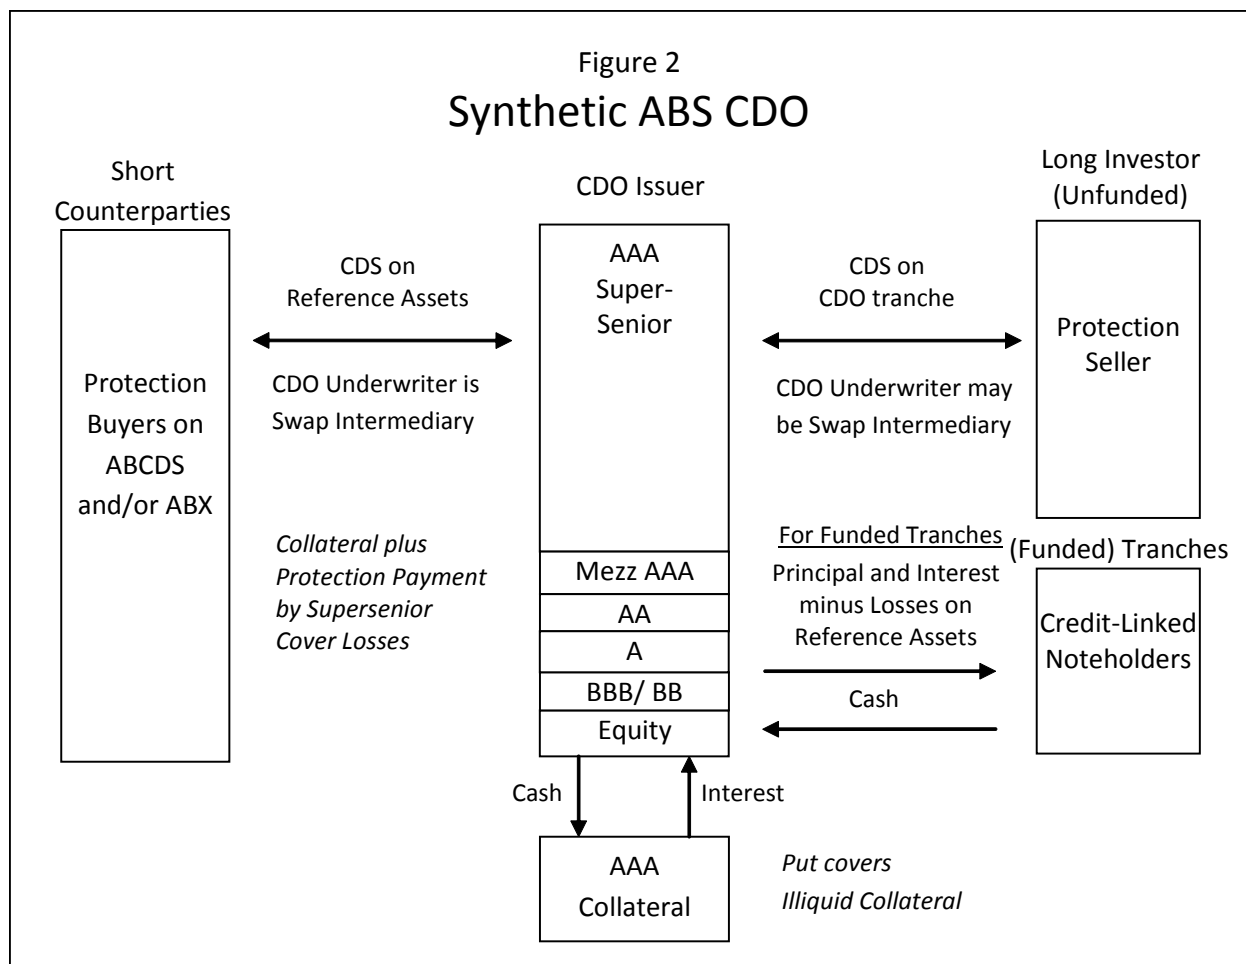 Figure 2
Synthetic ABS CDO
Short
Counterparties
CDO Issuer
Long Investor
(Unfunded)
Protection
Buyers on
ABCDS
and/or ABX
CDS on
Reference Assets
CDO Underwriter is
Swap Intermediary
Collateral plus
Protection Payment
by Supersenior
Cover Losses
AAA
Super-
Senior
Mezz AAA
AA
A
BBB/ BB
Equity
CDS on
CDO tranche
CDO Underwriter may
be Swap Intermediary
Protection
Seller
For Funded Tranches
Principal and Interest
minus Losses on
Reference Assets
Cash
(Funded) Tranches
Credit-Linked
Noteholders
Cash
Interest
AAA
Collateral
Put covers
Illiquid Collateral